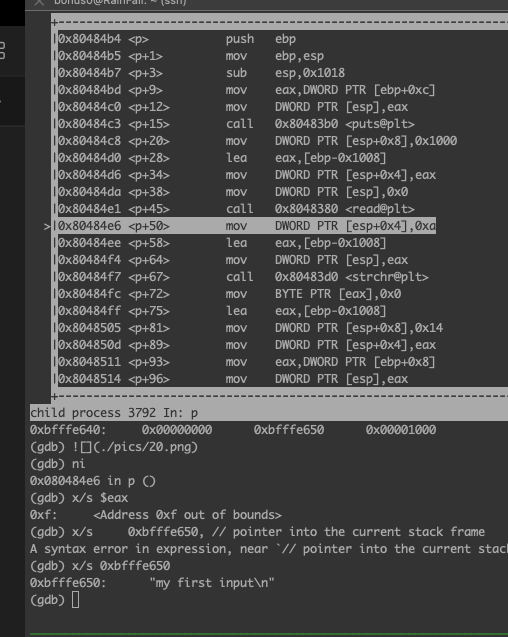 bonus0@RainFall: ~ (ssh)
+------------------------------------------------------------
|0x80484b4 <p> push ebp
|0x80484b5 <p+1> mov ebp,esp
|0x80484b7 <p+3> sub esp,0x1018
|0x80484bd <p+9> mov eax,DWORD PTR [ebp+0xc]
|0x80484c0 <p+12> mov DWORD PTR [esp],eax
|0x80484c3 <p+15> call 0x80483b0 <puts@plt>
|0x80484c8 <p+20> mov DWORD PTR [esp+0x8],0x1000
|0x80484d0 <p+28> lea eax,[ebp-0x1008]
|0x80484d6 <p+34> mov DWORD PTR [esp+0x4],eax
|0x80484da <p+38> mov DWORD PTR [esp],0x0
|0x80484e1 <p+45> call 0x8048380 <read@plt>
>|0x80484e6 <p+50> mov DWORD PTR [esp+0x4],0xa
|0x80484ee <p+58> lea eax,[ebp-0x1008]
|0x80484f4 <p+64> mov DWORD PTR [esp],eax
|0x80484f7 <p+67> call 0x80483d0 <strchr@plt>
|0x80484fc <p+72> mov BYTE PTR [eax],0x0
|0x80484ff <p+75> lea eax,[ebp-0x1008]
|0x8048505 <p+81> mov DWORD PTR [esp+0x8],0x14
|0x804850d <p+89> mov DWORD PTR [esp+0x4],eax
|0x8048511 <p+93> mov eax,DWORD PTR [ebp+0x8]
|0x8048514 <p+96> mov DWORD PTR [esp],eax
+------------------------------------------------------------
child process 3792 In: p
0xbfffe640: 0x00000000 0xbfffe650 0x00001000
(gdb) ![](./pics/20.png)
(gdb) ni
0x080484e6 in p ()
(gdb) x/s $eax
0xf: <Address 0xf out of bounds>
(gdb) x/s 0xbfffe650, // pointer into the current stack frame
A syntax error in expression, near `// pointer into the current stac
(gdb) x/s 0xbfffe650
0xbfffe650: "my first input\n"
(gdb)